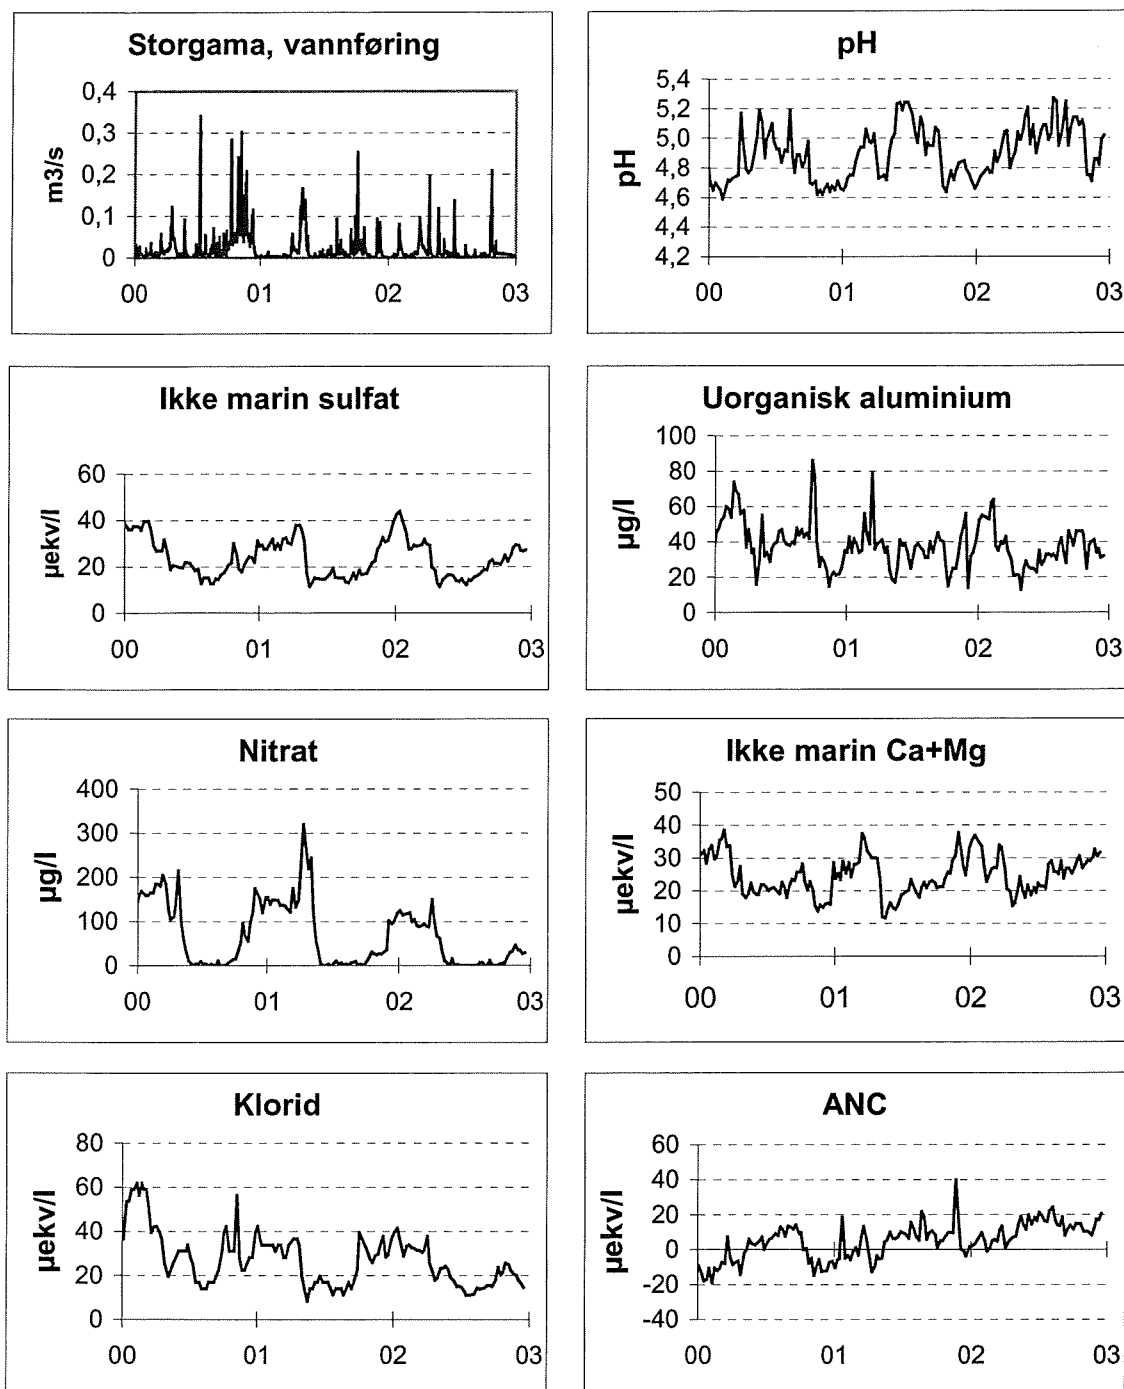 Storgama, vannføring
m3/s
0,4
0,3
0,2
0,1
0
00 01 02 03
pH
pH
5,4
5,2
5,0
4,8
4,6
4,4
4,2
00 01 02 03
Ikke marin sulfat
µekv/l
60
40
20
0
00 01 02 03
Uorganisk aluminium
µg/l
100
80
60
40
20
0
00 01 02 03
Nitrat
µg/l
400
300
200
100
0
00 01 02 03
Ikke marin Ca+Mg
µekv/l
50
40
30
20
10
0
00 01 02 03
Klorid
µekv/l
80
60
40
20
0
00 01 02 03
ANC
µekv/l
60
40
20
0
-20
-40
00 01 02 03